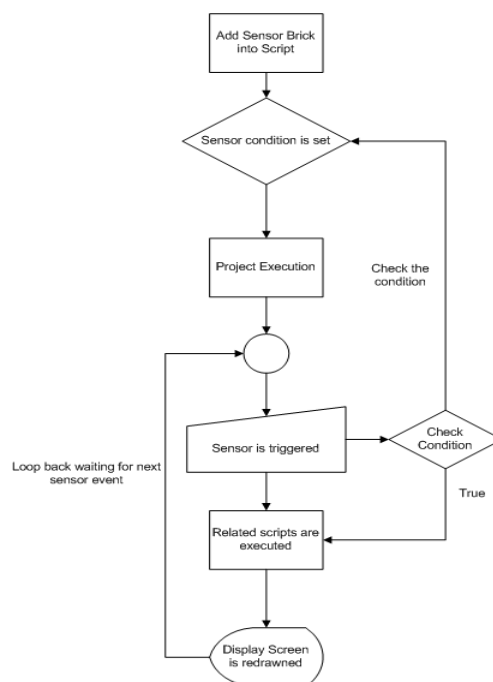 Add Sensor Brick
into Script
Sensor condition is set
Project Execution
Check the
condition
Sensor is triggered
Check
Condition
Loop back waiting for next
sensor event
True
Related scripts are
executed
Display Screen
is redrawned